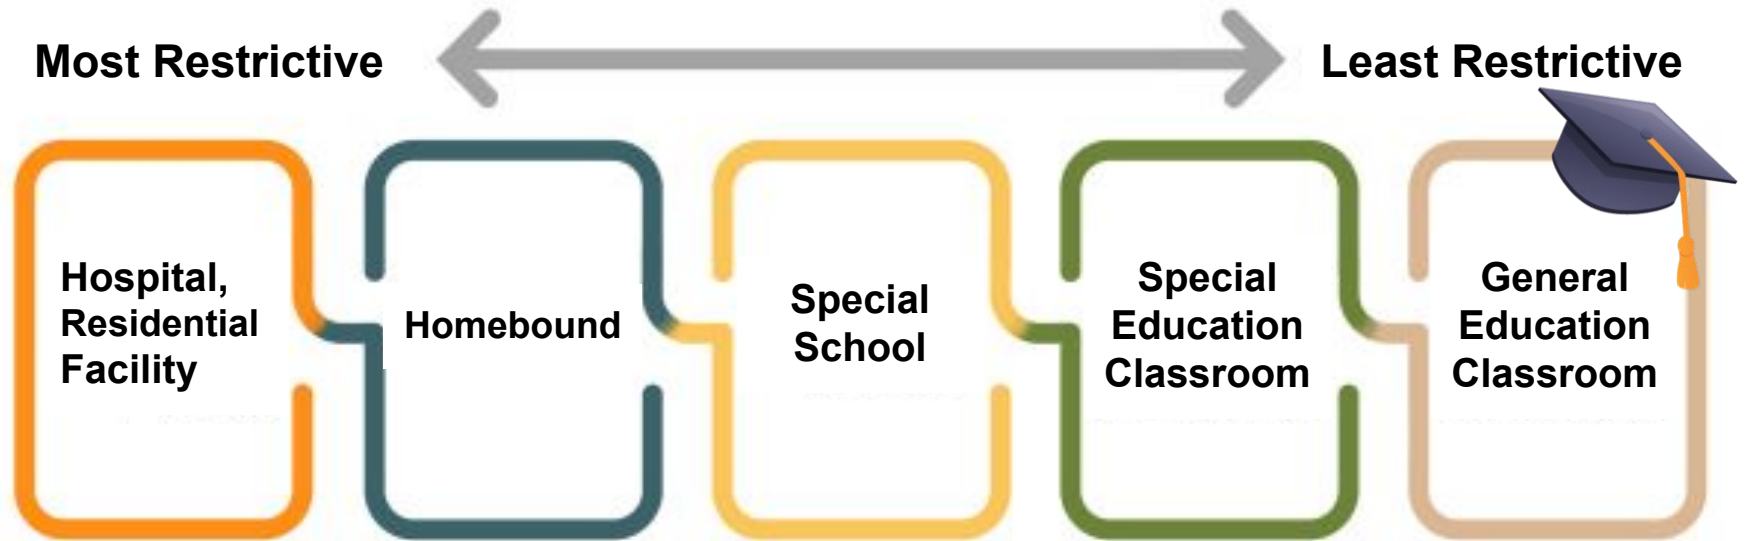 Most Restrictive
Least Restrictive
Hospital,
Residential
Facility
Homebound
Special
School
Special
Education
Classroom
General
Education
Classroom